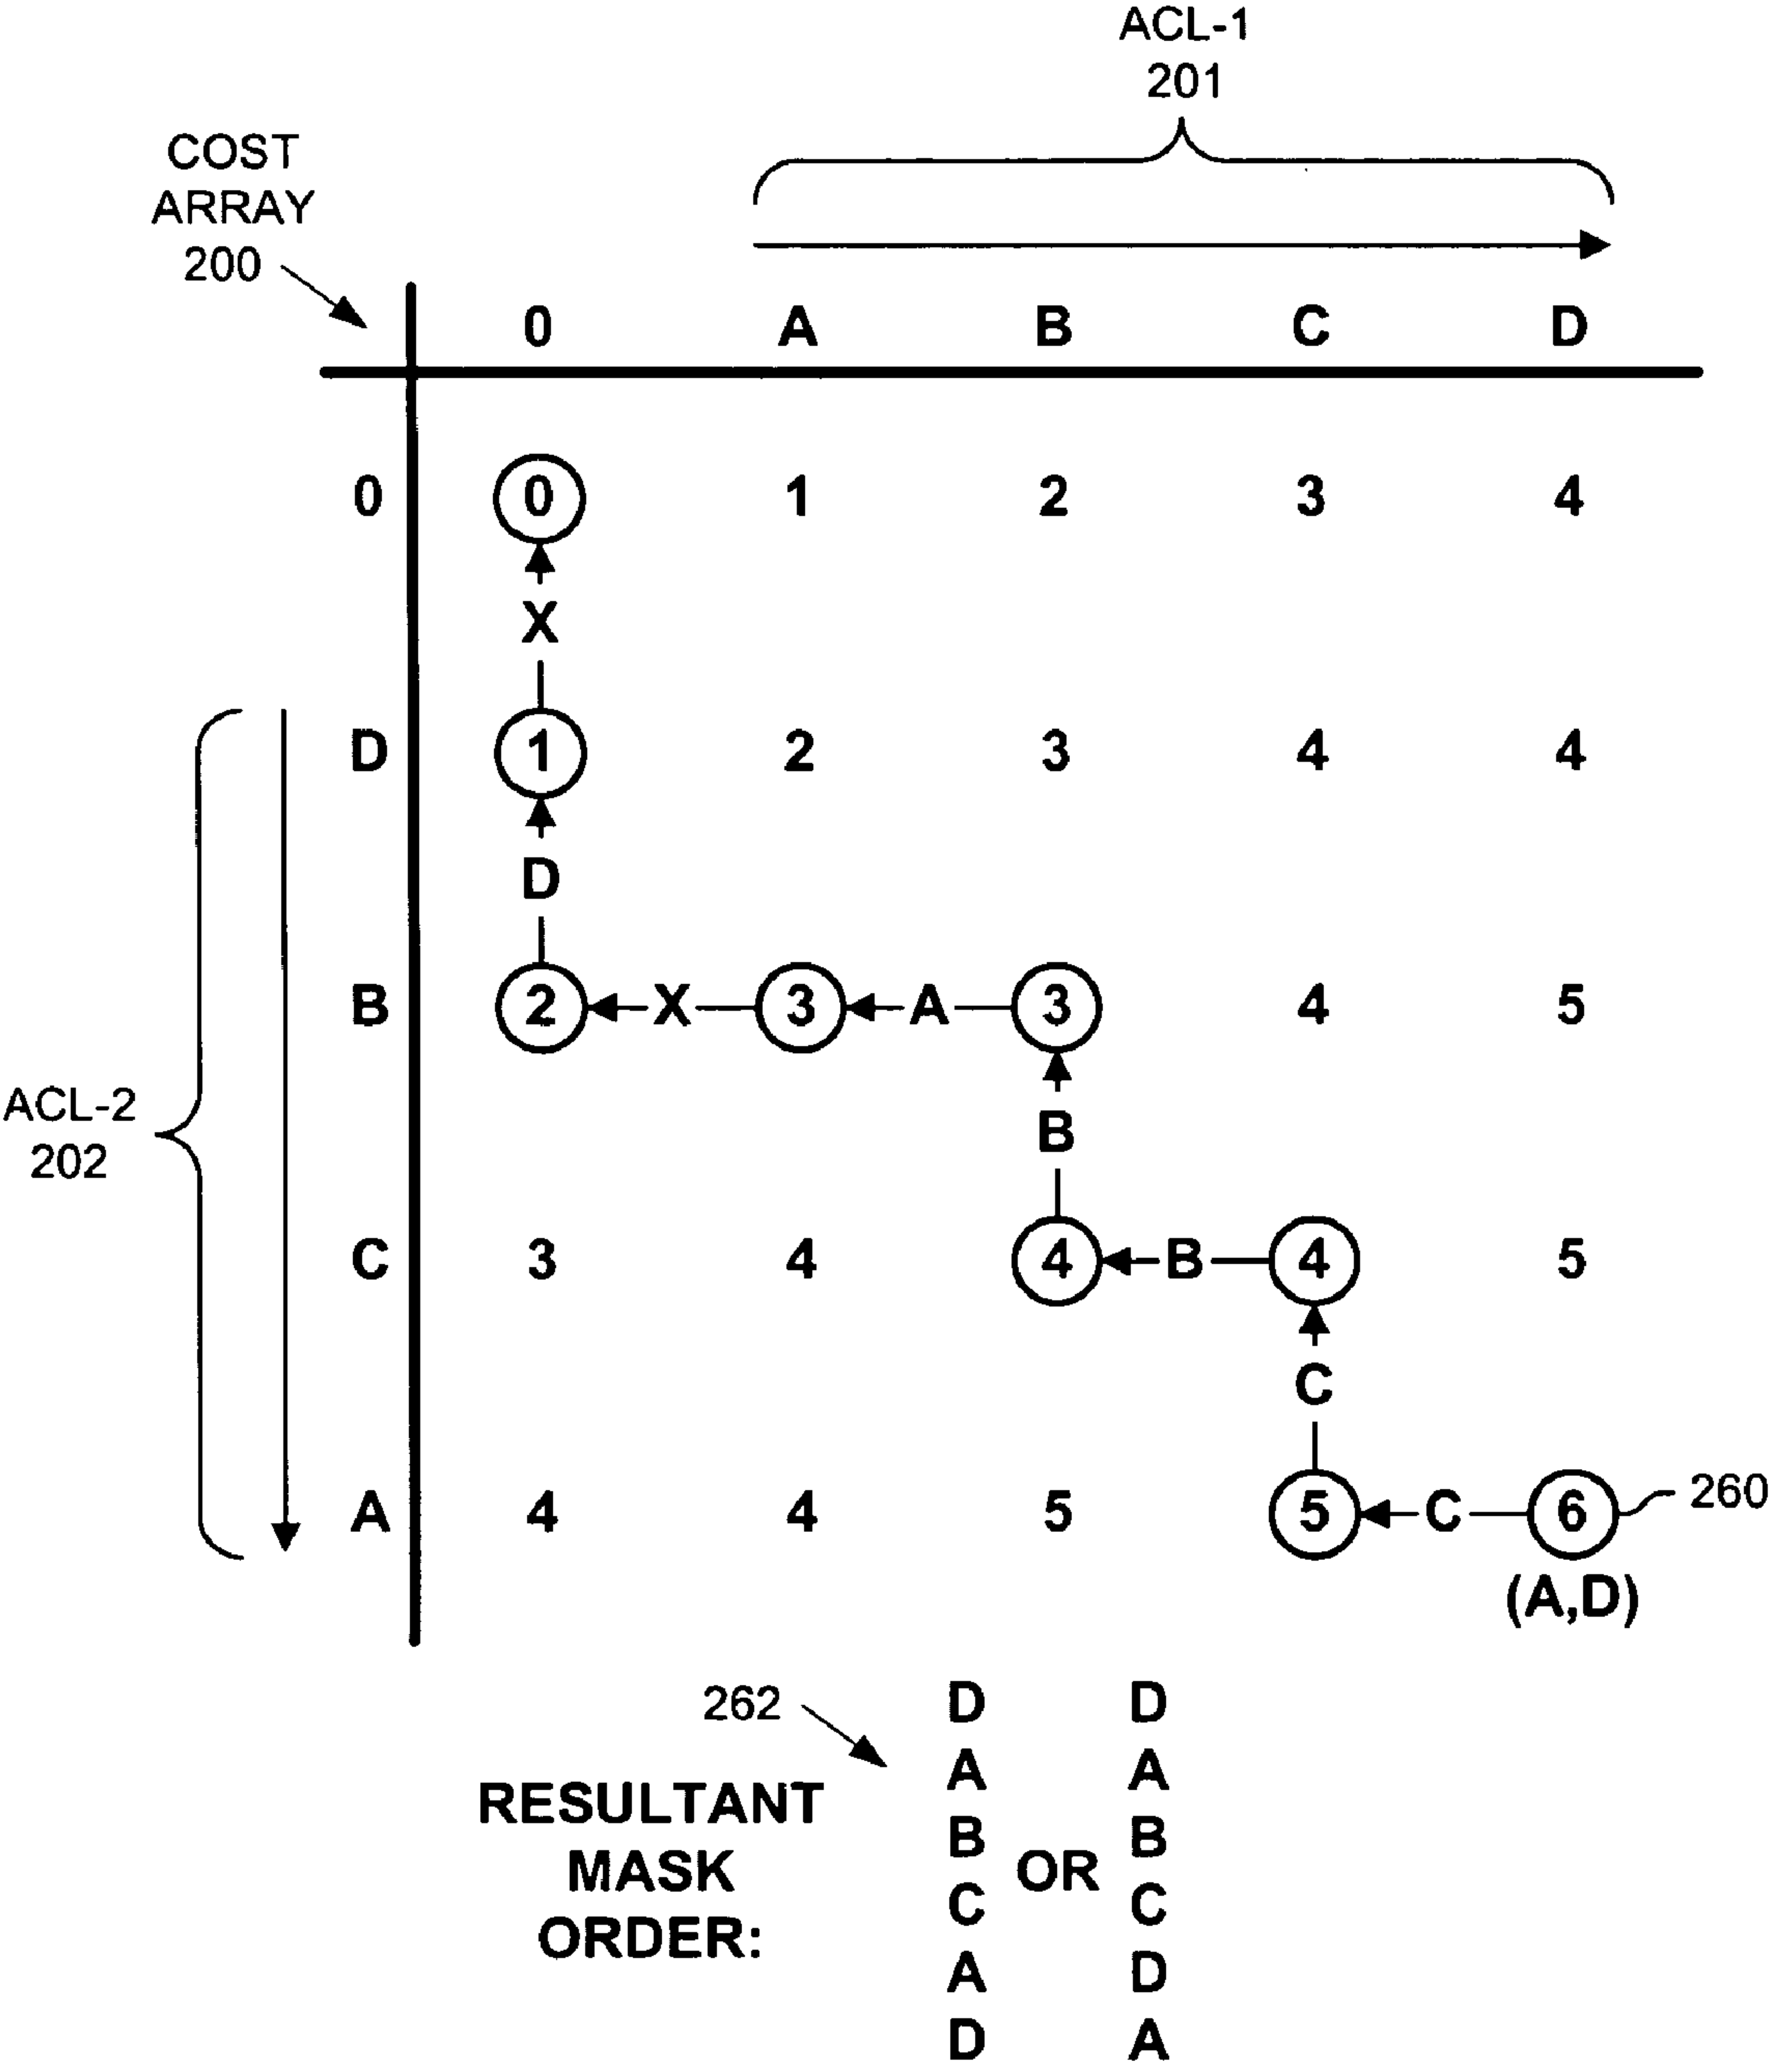 ACL-1
201
COST
ARRAY
200
0 A B C D
0 0 1 2 3 4
X
D 1 2 3 4 4
D
B 2 X 3 A 3 4 5
ACL-2
202
B
C 3 4 4 B 4 5
C
A 4 4 5 5 C 6 260
(A,D)
262
RESULTANT
MASK
ORDER:
D
A
B
C
A
D
OR
D
A
B
C
D
A